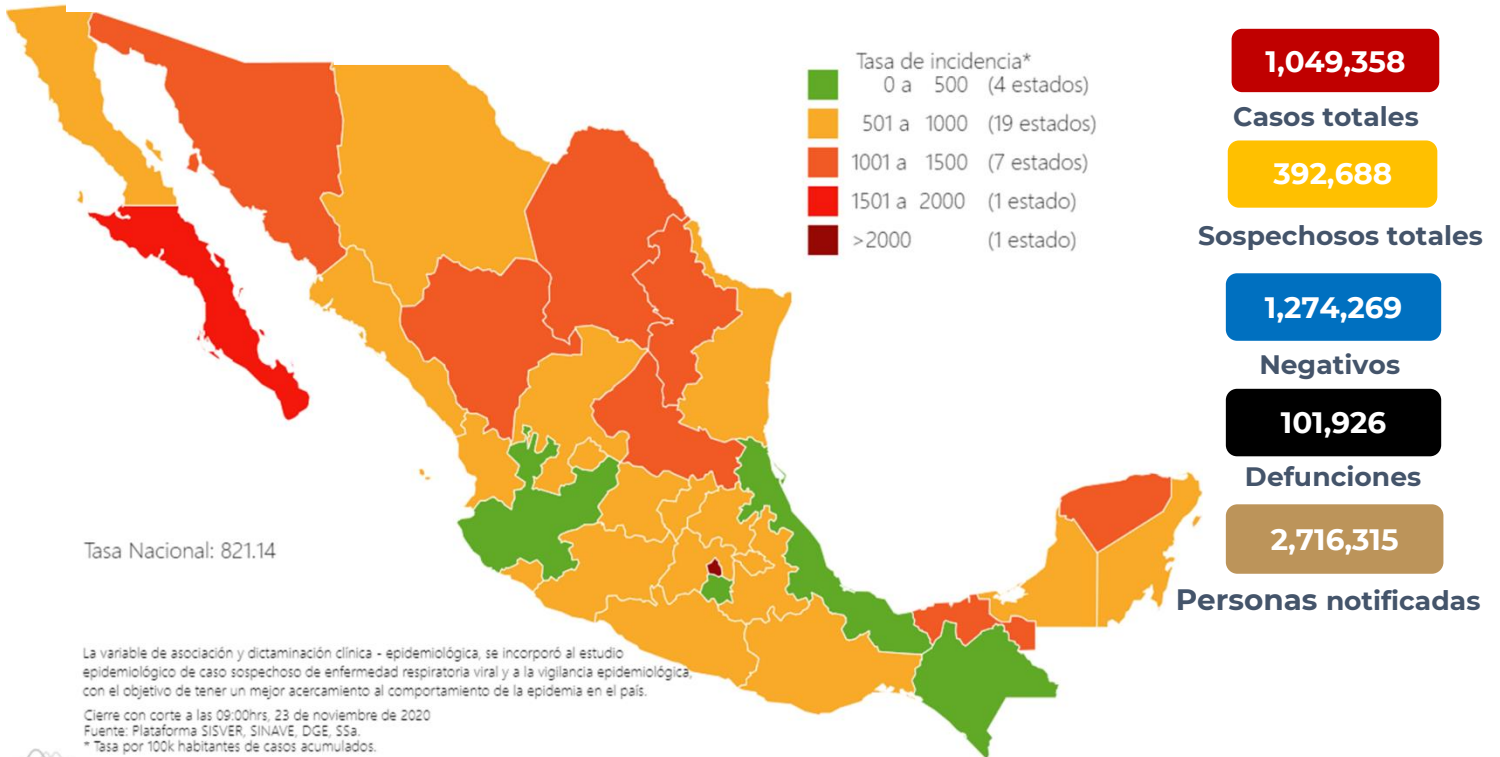 Tasa de incidencia*
0 a 500 (4 estados)
501 a 1000 (19 estados)
1001 a 1500 (7 estados)
1501 a 2000 (1 estado)
>2000 (1 estado)
1,049,358
Casos totales
392,688
Sospechosos totales
1,274,269
Negativos
101,926
Defunciones
2,716,315
Personas notificadas
Tasa Nacional: 821.14
La variable de asociación y dictaminación clínica - epidemiológica, se incorporó al estudio
epidemiológico de caso sospechoso de enfermedad respiratoria viral y a la vigilancia epidemiológica,
con el objetivo de tener un mejor acercamiento al comportamiento de la epidemia en el país.
Cierre con corte a las 09:00hrs, 23 de noviembre de 2020
Fuente: Plataforma SISVER, SINAVE, DGE, SSa.
* Tasa por 100k habitantes de casos acumulados.